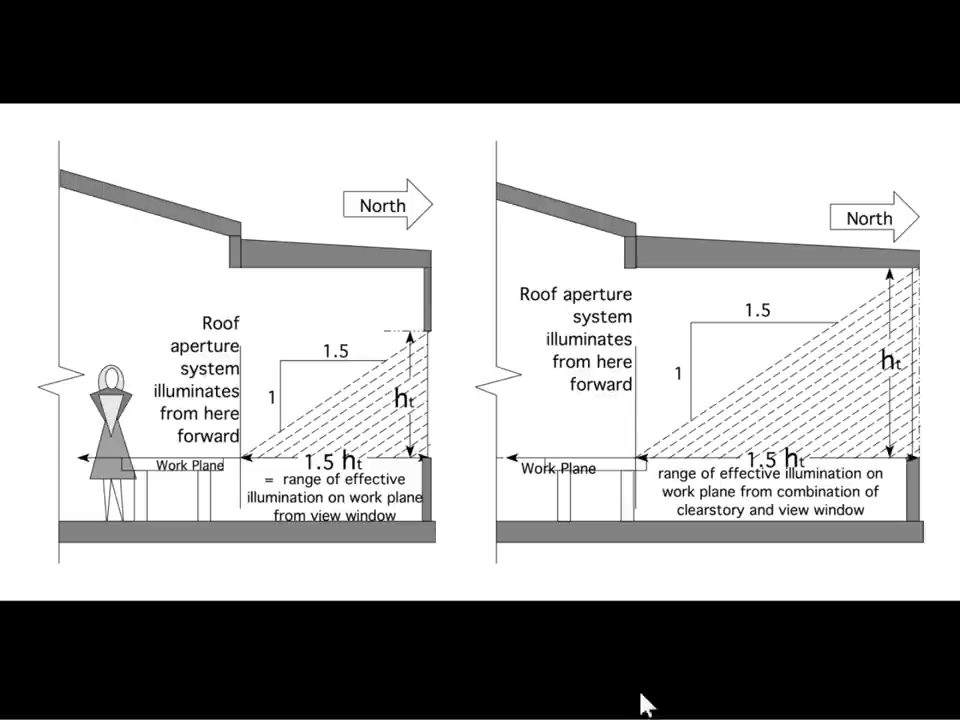 North
Roof
aperture
system
illuminates
from here
forward
1.5
1
ht
Work Plane
1.5 ht
= range of effective
illumination on work plane
from view window
North
Roof aperture
system
illuminates
from here
forward
1.5
1
ht
Work Plane
1.5 ht
range of effective illumination on
work plane from combination of
clearstory and view window